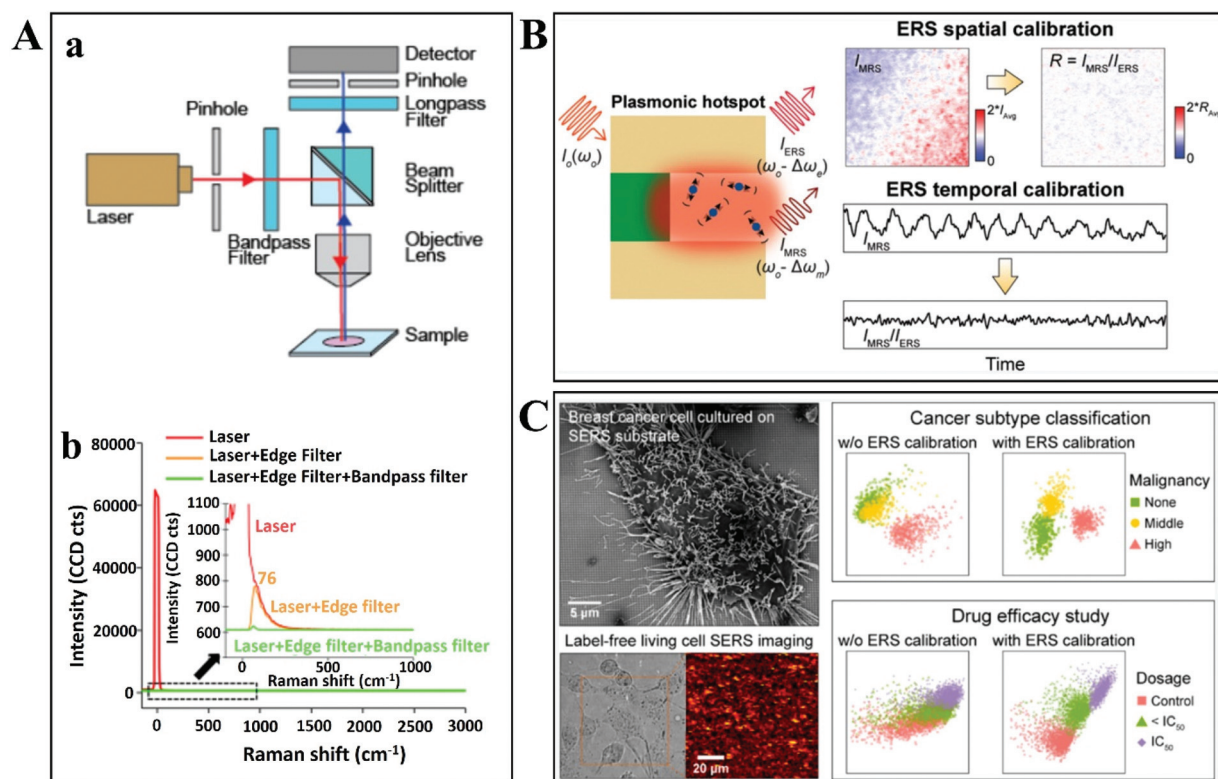 A
a
Detector
Pinhole
Longpass
Filter
Pinhole
Laser
Bandpass
Filter
Beam
Splitter
Objective
Lens
Sample
b
Laser
Laser+Edge Filter
Laser+Edge Filter+Bandpass filter
80000
60000
40000
20000
0
Intensity (CCD cts)
0
500
1000
1500
2000
2500
3000
Raman shift (cm⁻¹)
1100
1000
900
800
700
600
Intensity (CCD cts)
Laser
76
Laser+Edge filter
Laser+Edge filter+Bandpass filter
0
500
1000
Raman shift (cm⁻¹)
B
Plasmonic hotspot
I₀(ω₀)
I_ERS
(ω₀- Δωₑ)
I_MRS
(ω₀- Δωₘ)
ERS spatial calibration
I_MRS
2*I_Avg
0
R = I_MRS/I_ERS
2*R_Avg
0
ERS temporal calibration
I_MRS
I_MRS/I_ERS
Time
C
Breast cancer cell cultured on
SERS substrate
5 µm
Label-free living cell SERS imaging
20 µm
Cancer subtype classification
w/o ERS calibration
with ERS calibration
Malignancy
None
Middle
High
Drug efficacy study
w/o ERS calibration
with ERS calibration
Dosage
Control
< IC₅₀
IC₅₀